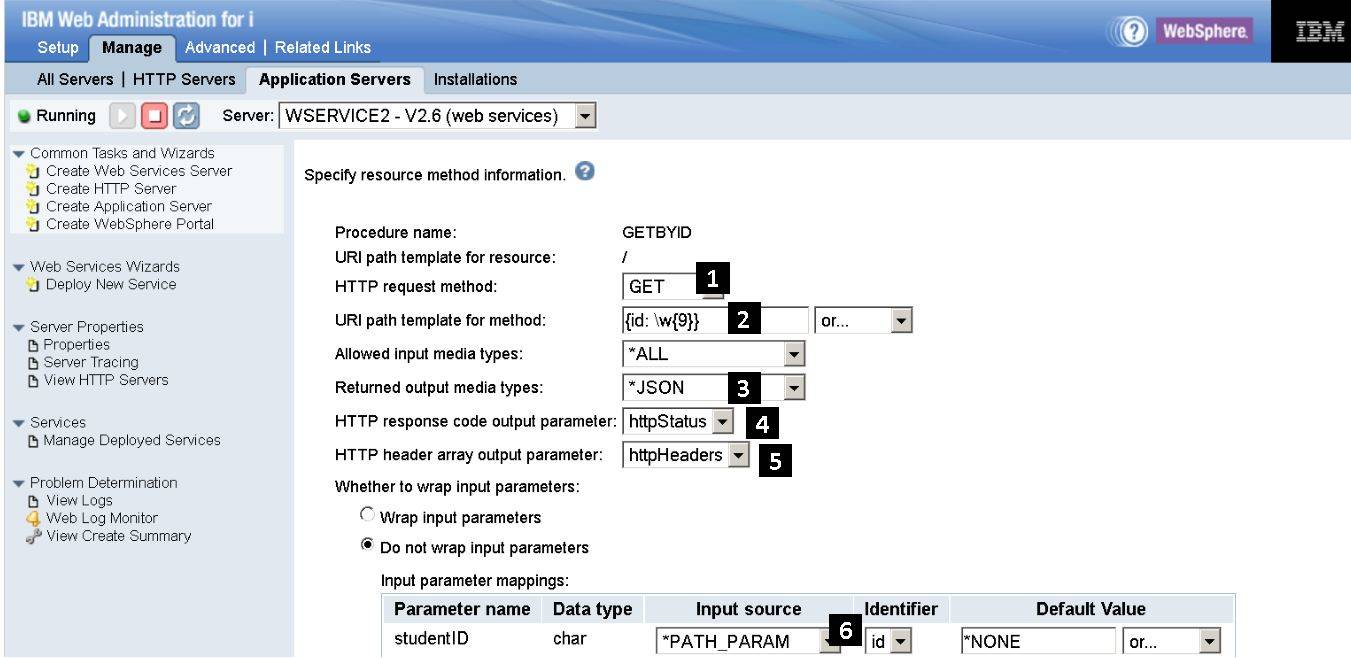 IBM Web Administration for i
Setup Manage Advanced | Related Links
? WebSphere. IBM
All Servers | HTTP Servers Application Servers Installations
Running Server: WSERVICE2 - V2.6 (web services)
Common Tasks and Wizards
Create Web Services Server
Create HTTP Server
Create Application Server
Create WebSphere Portal
Web Services Wizards
Deploy New Service
Server Properties
Properties
Server Tracing
View HTTP Servers
Services
Manage Deployed Services
Problem Determination
View Logs
Web Log Monitor
View Create Summary
Specify resource method information. ?
Procedure name: GETBYID
URI path template for resource: /
HTTP request method: GET 1
URI path template for method: {id: \w{9}} 2 or...
Allowed input media types: *ALL
Returned output media types: *JSON 3
HTTP response code output parameter: httpStatus 4
HTTP header array output parameter: httpHeaders 5
Whether to wrap input parameters:
Wrap input parameters
Do not wrap input parameters
Input parameter mappings:
Parameter name Data type Input source Identifier Default Value
studentID char *PATH_PARAM 6 id *NONE or...